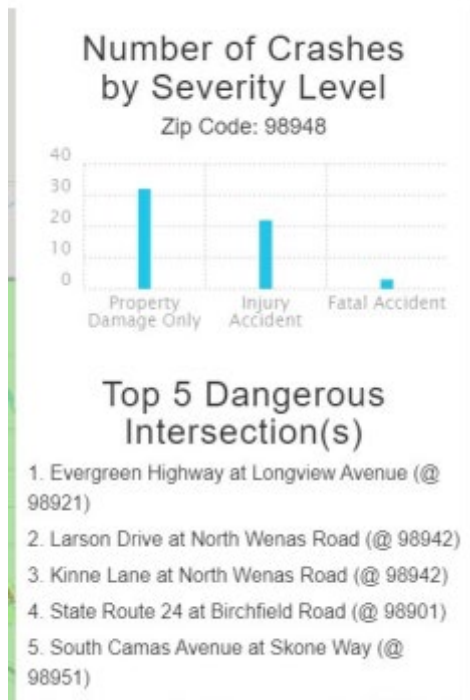 Number of Crashes
by Severity Level
Zip Code: 98948
40
30
20
10
0
Property
Damage Only
Injury
Accident
Fatal Accident
Top 5 Dangerous
Intersection(s)
1. Evergreen Highway at Longview Avenue (@
98921)
2. Larson Drive at North Wenas Road (@ 98942)
3. Kinne Lane at North Wenas Road (@ 98942)
4. State Route 24 at Birchfield Road (@ 98901)
5. South Camas Avenue at Skone Way (@
98951)